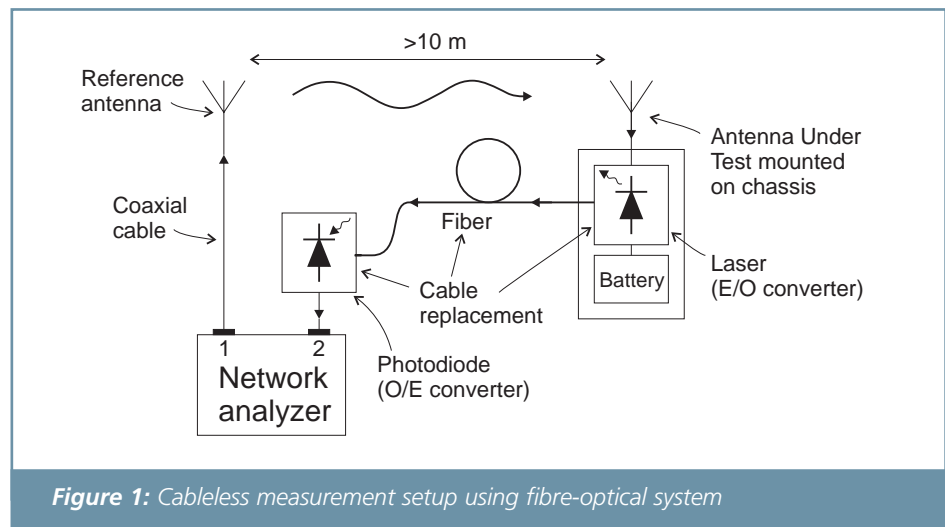 >10 m
Reference
antenna
Antenna Under
Test mounted
on chassis
Coaxial
cable
Fiber
Laser
(E/O converter)
Battery
Cable
replacement
1
2
Photodiode
(O/E converter)
Network
analyzer
Figure 1: Cableless measurement setup using fibre-optical system